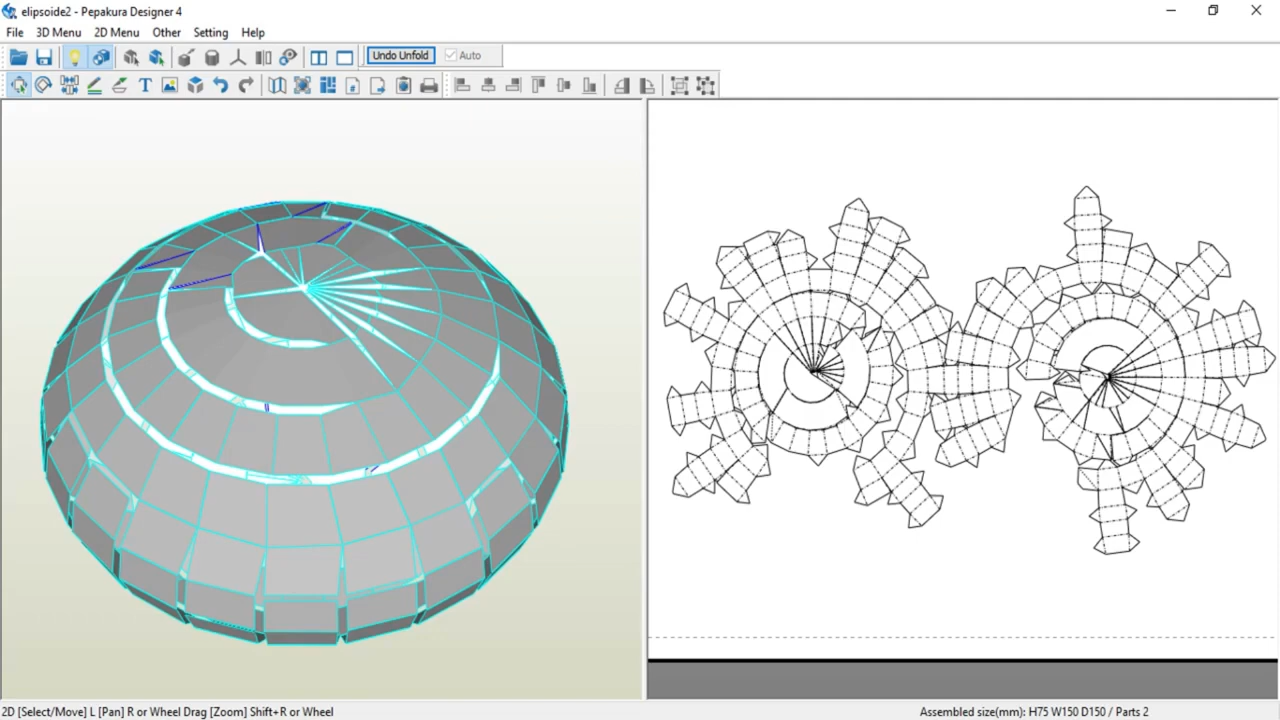 elipsoide2 - Pepakura Designer 4
File 3D Menu 2D Menu Other Setting Help
Undo Unfold Auto
T
2D [Select/Move] L [Pan] R or Wheel Drag [Zoom] Shift+R or Wheel Assembled size(mm): H75 W150 D150 / Parts 2